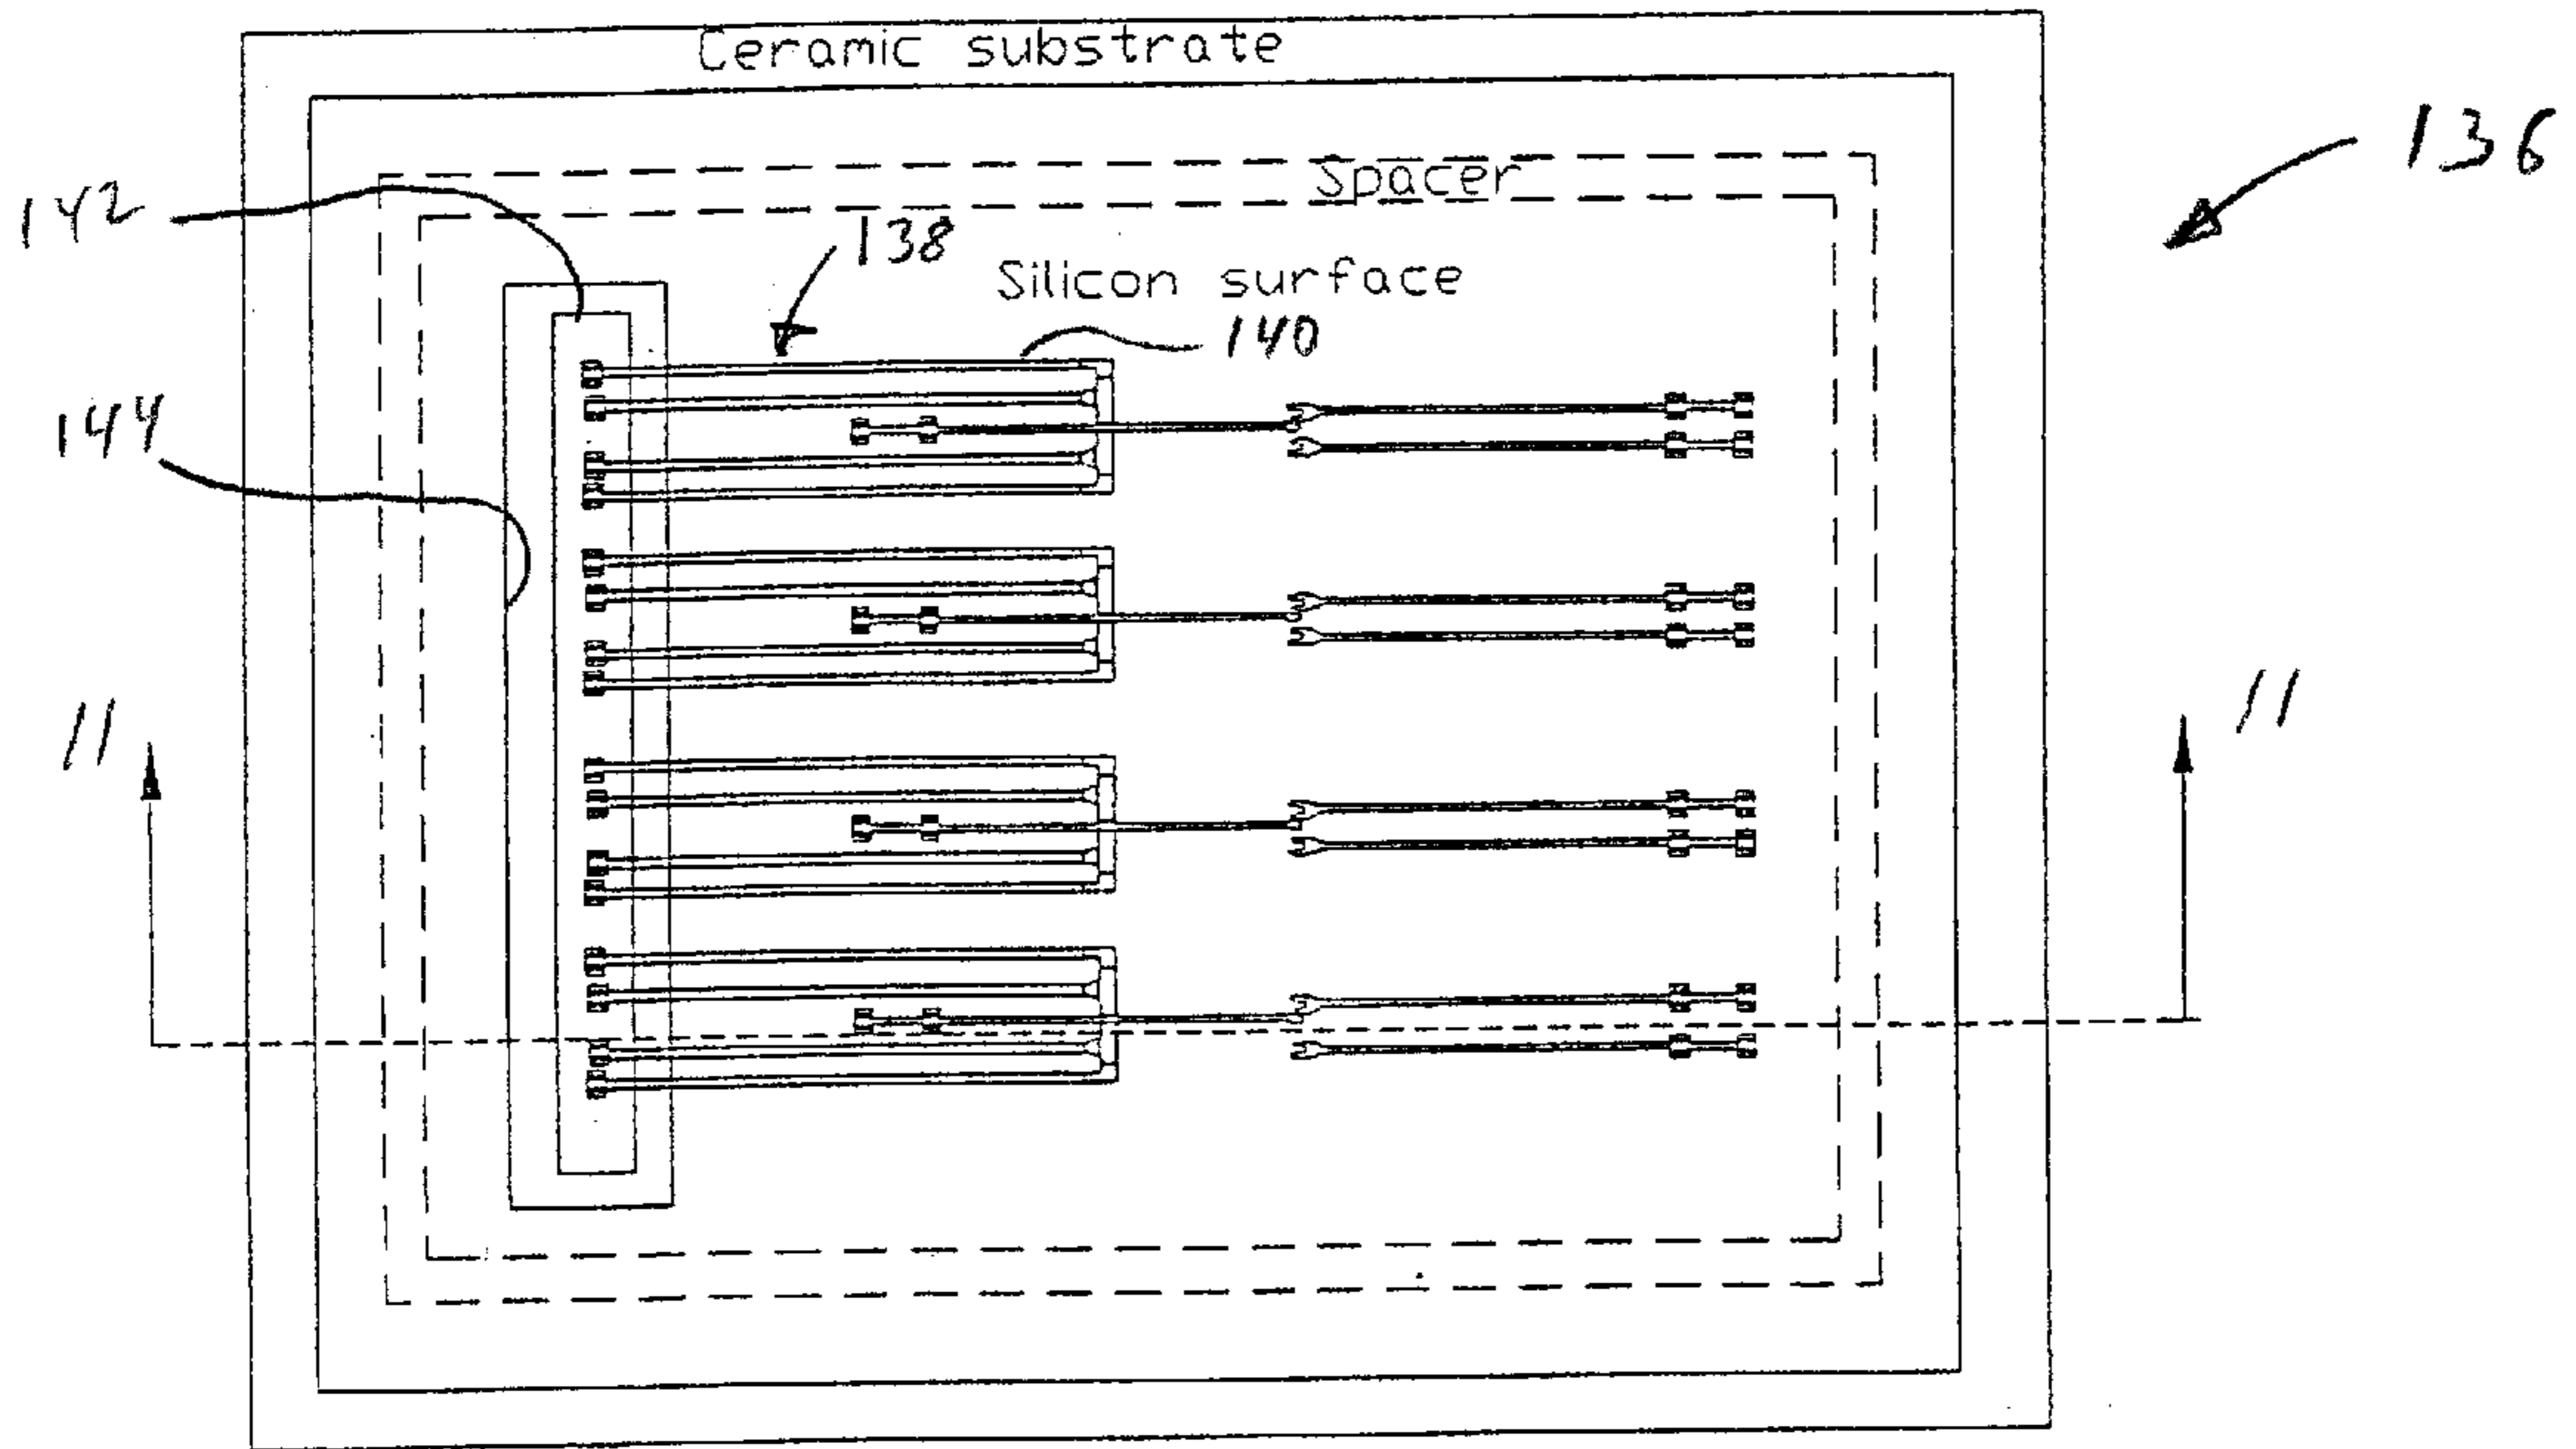 Ceramic substrate
136
Spacer
142
138
Silicon surface
140
144
11
11